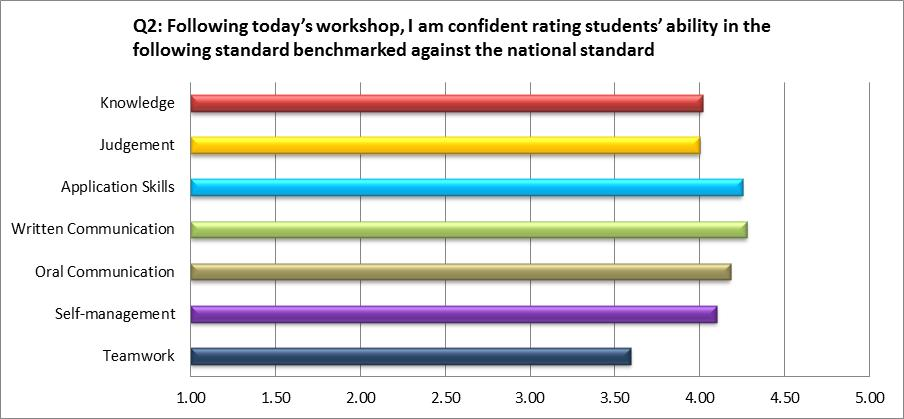 Q2: Following today’s workshop, I am confident rating students’ ability in the
following standard benchmarked against the national standard
Knowledge
Judgement
Application Skills
Written Communication
Oral Communication
Self-management
Teamwork
1.00 1.50 2.00 2.50 3.00 3.50 4.00 4.50 5.00